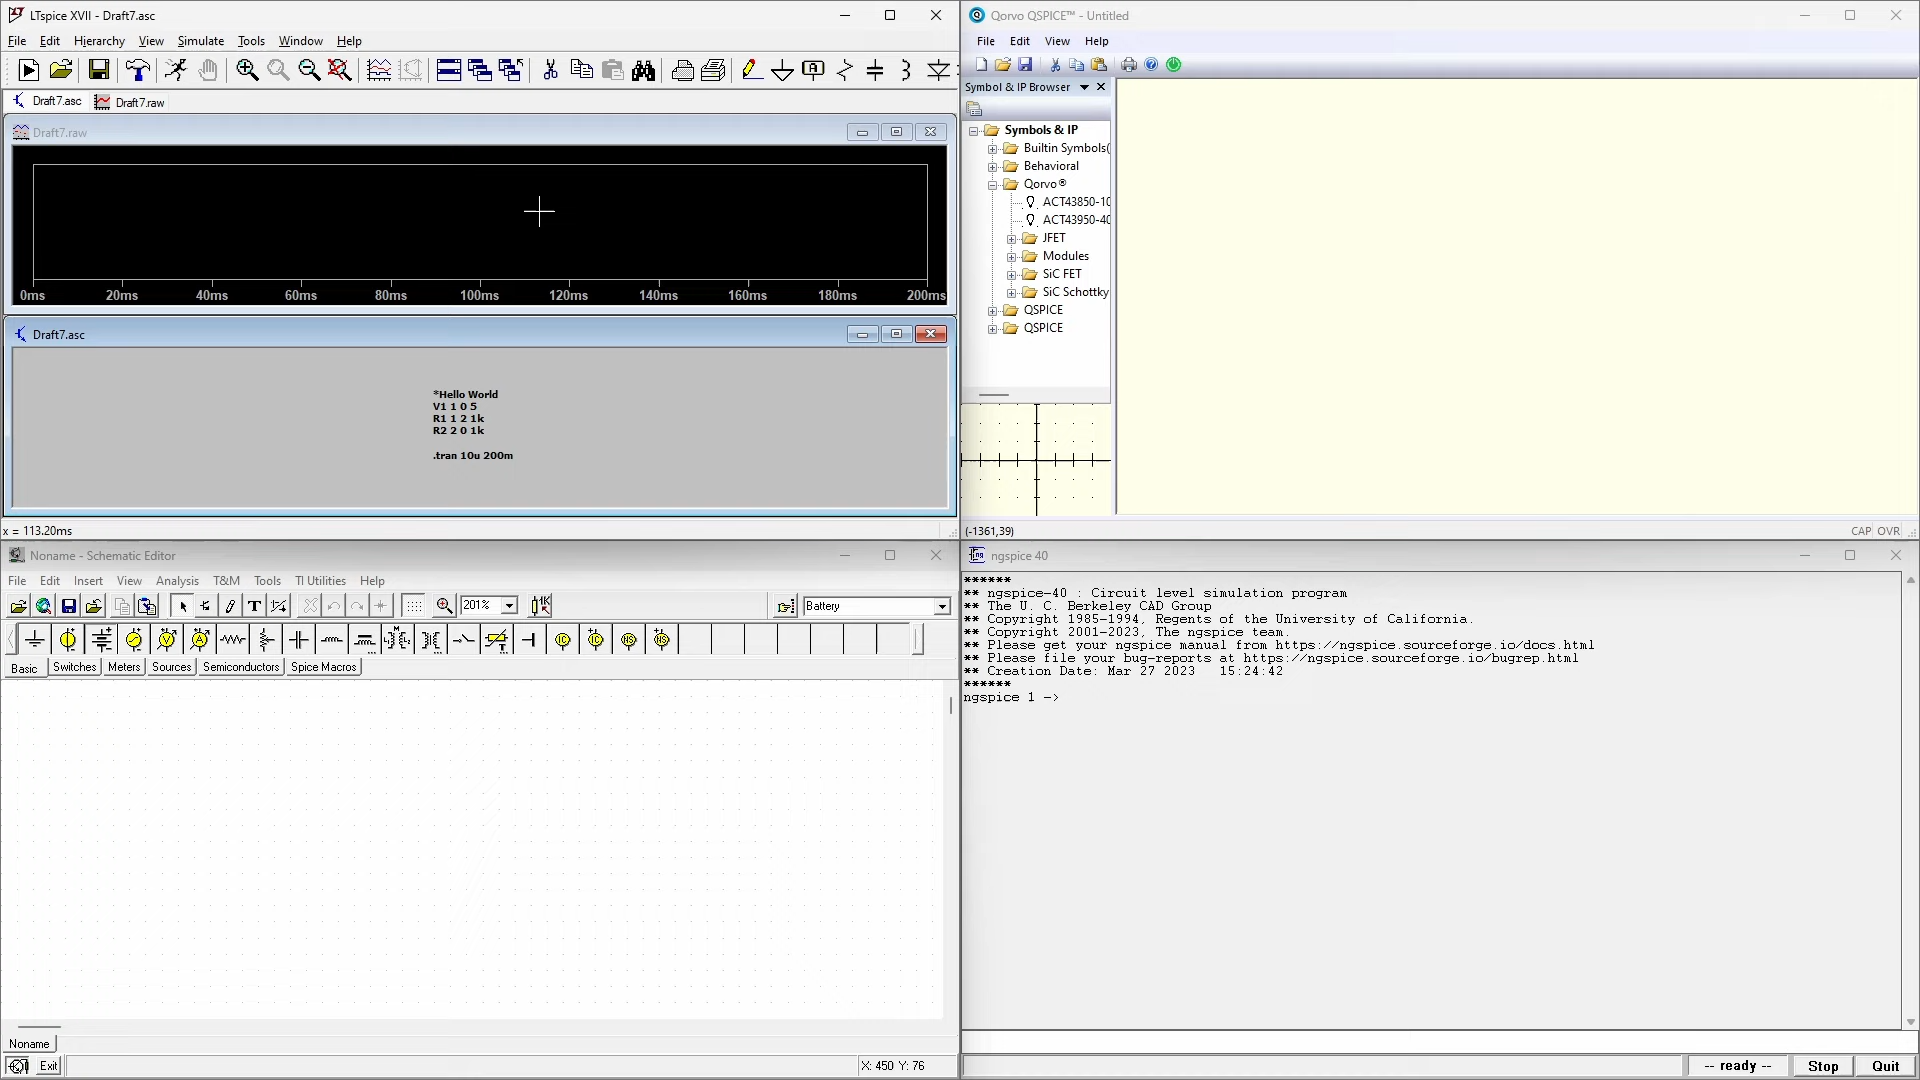 LTspice XVII - Draft7.asc
File Edit Hierarchy View Simulate Tools Window Help
Draft7.asc Draft7.raw
Draft7.raw
0ms 20ms 40ms 60ms 80ms 100ms 120ms 140ms 160ms 180ms 200ms
Draft7.asc
*Hello World
V1 1 0 5
R1 1 2 1k
R2 2 0 1k
.tran 10u 200m
x = 113.20ms
Qorvo QSPICE™ - Untitled
File Edit View Help
Symbol & IP Browser
Symbols & IP
Builtin Symbols(
Behavioral
Qorvo®
ACT43850-10
ACT43950-40
JFET
Modules
SiC FET
SiC Schottky
QSPICE
QSPICE
(-1361,39)
CAP OVR
Noname - Schematic Editor
File Edit Insert View Analysis T&M Tools TI Utilities Help
201% Battery
Basic Switches Meters Sources Semiconductors Spice Macros
Noname
Exit
X: 450 Y: 76
ngspice 40
******
** ngspice-40 : Circuit level simulation program
** The U. C. Berkeley CAD Group
** Copyright 1985-1994, Regents of the University of California.
** Copyright 2001-2023, The ngspice team.
** Please get your ngspice manual from https://ngspice.sourceforge.io/docs.html
** Please file your bug-reports at https://ngspice.sourceforge.io/bugrep.html
** Creation Date: Mar 27 2023   15:24:42
******
ngspice 1 ->
-- ready -- Stop Quit